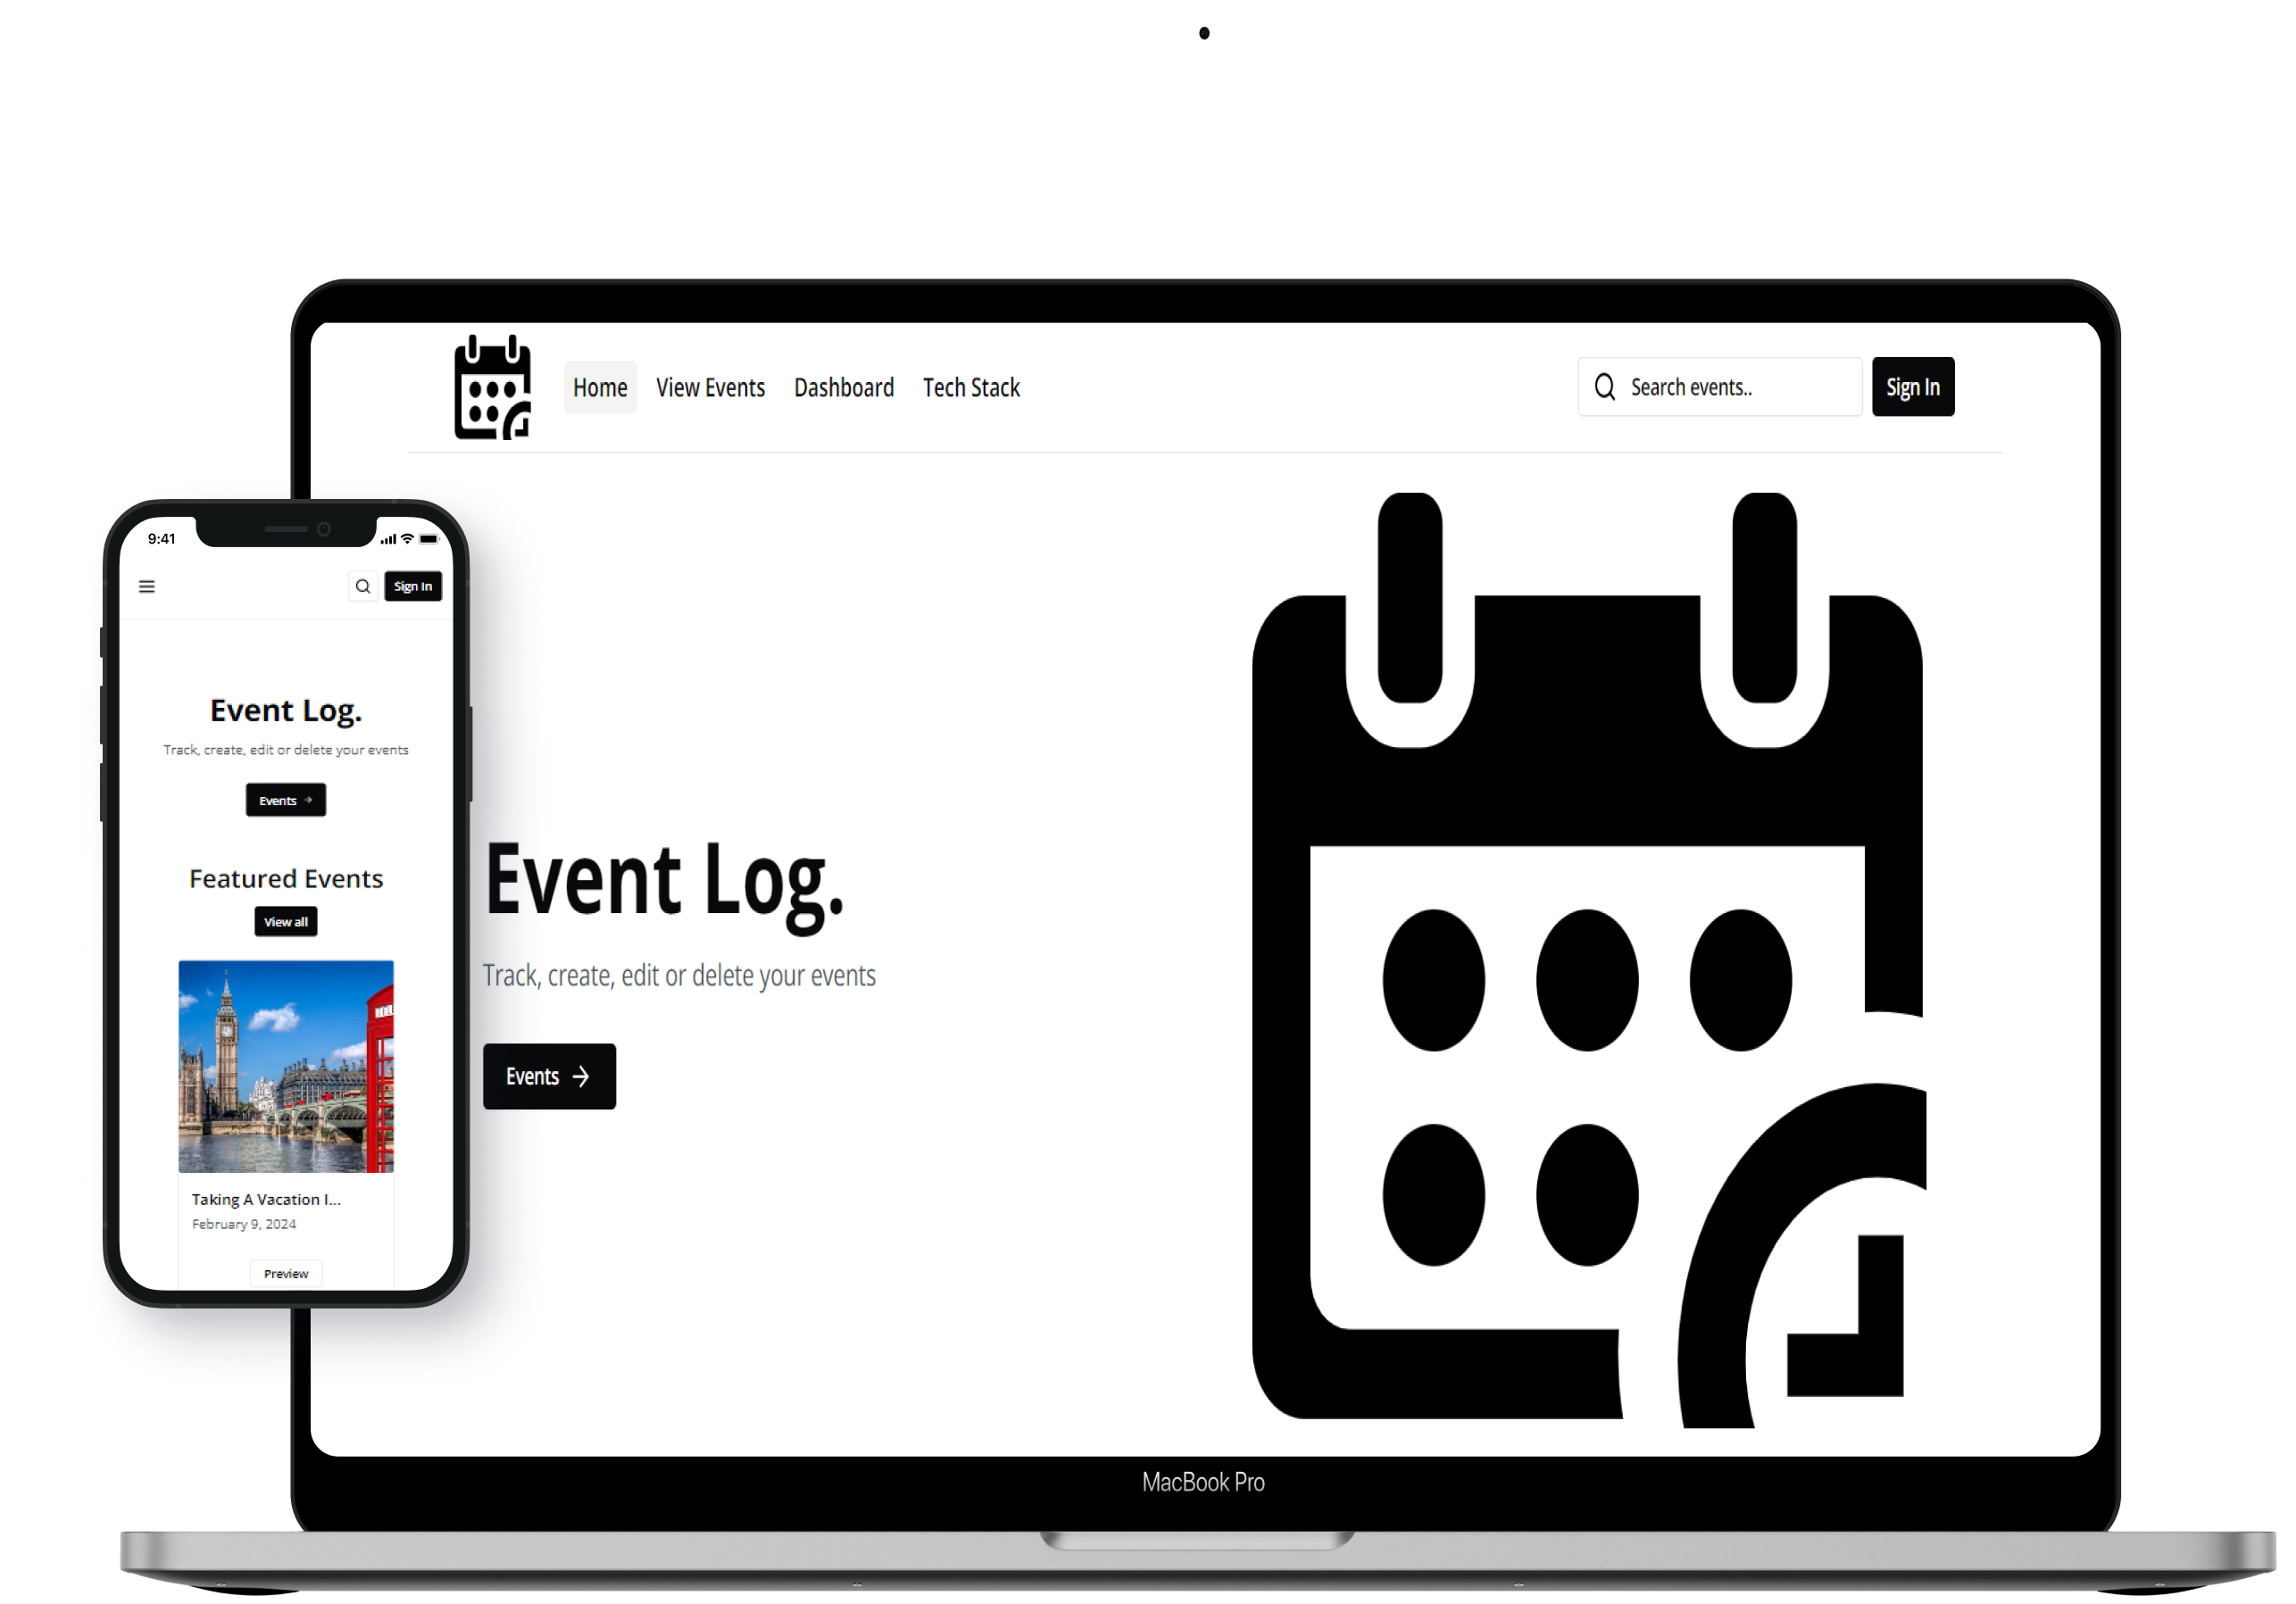 Home View Events Dashboard Tech Stack
Search events..
Sign In
9:41
Sign In
Event Log.
Track, create, edit or delete your events
Events
Featured Events
View all
Taking A Vacation I...
February 9, 2024
Preview
Event Log.
Track, create, edit or delete your events
Events
MacBook Pro